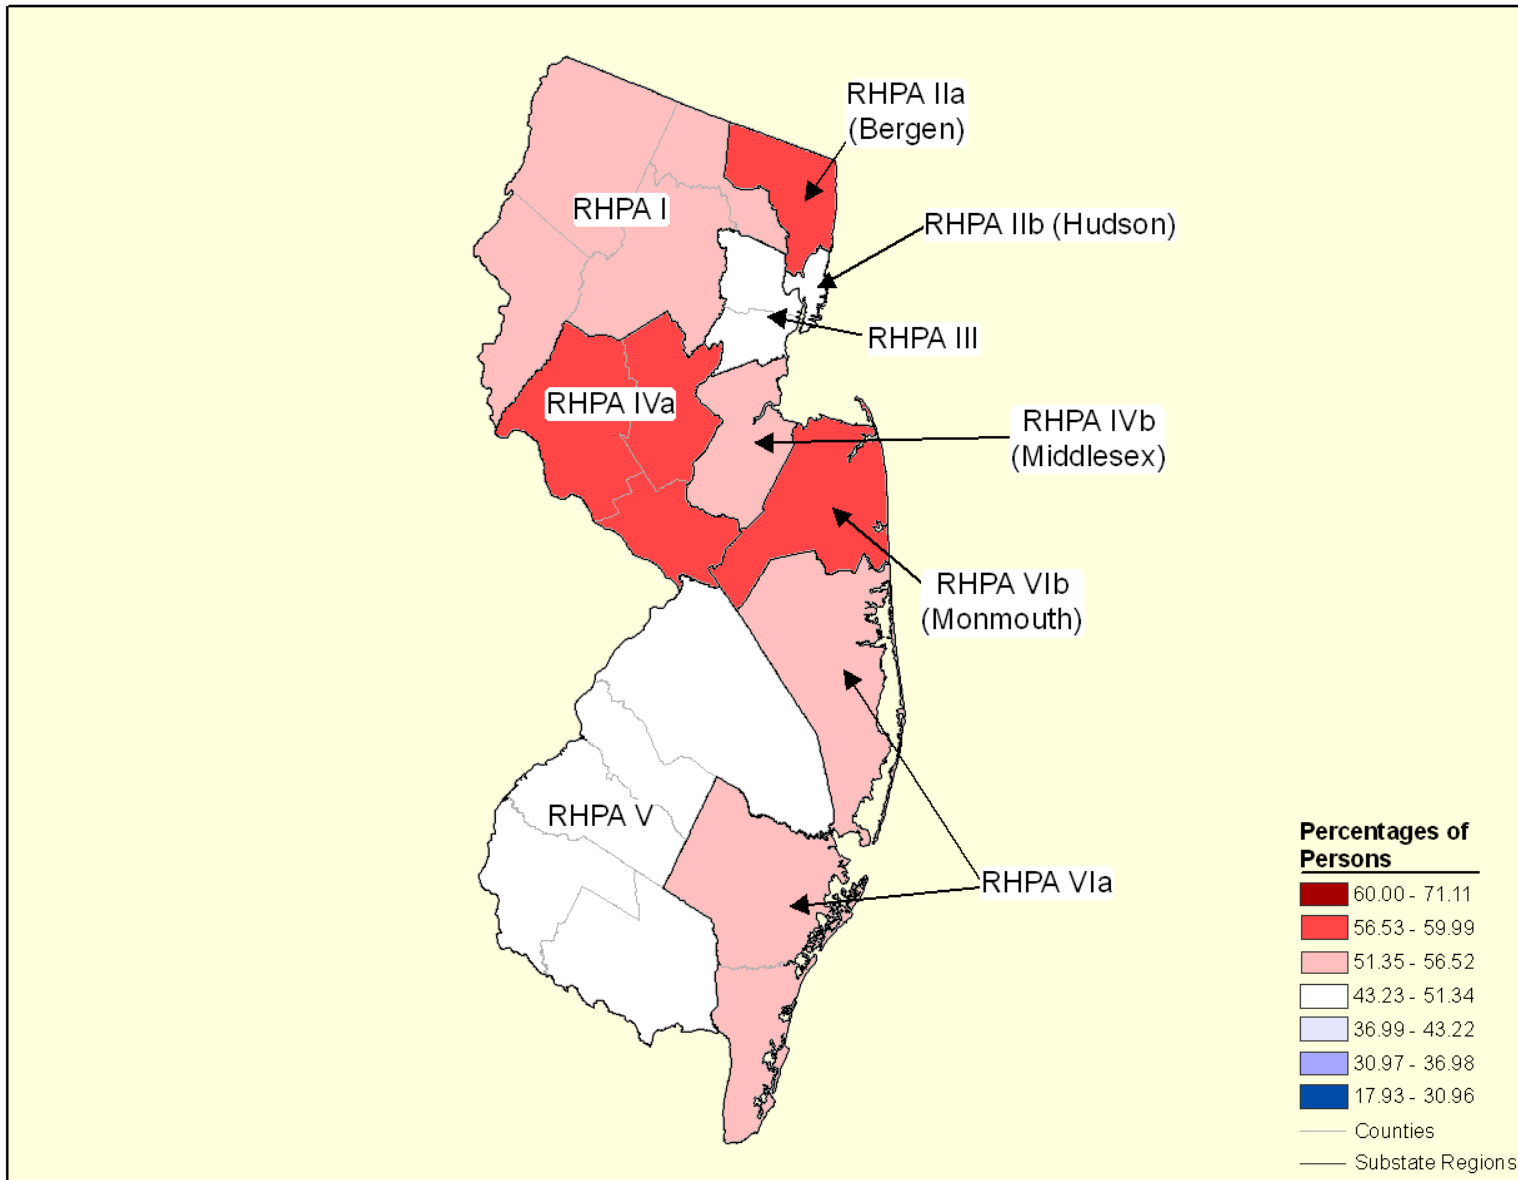 RHPA IIa
(Bergen)
RHPA I
RHPA IIb (Hudson)
RHPA III
RHPA IVa
RHPA IVb
(Middlesex)
RHPA VIb
(Monmouth)
RHPA V
RHPA VIa
Percentages of
Persons
60.00 - 71.11
56.53 - 59.99
51.35 - 56.52
43.23 - 51.34
36.99 - 43.22
30.97 - 36.98
17.93 - 30.96
Counties
Substate Regions